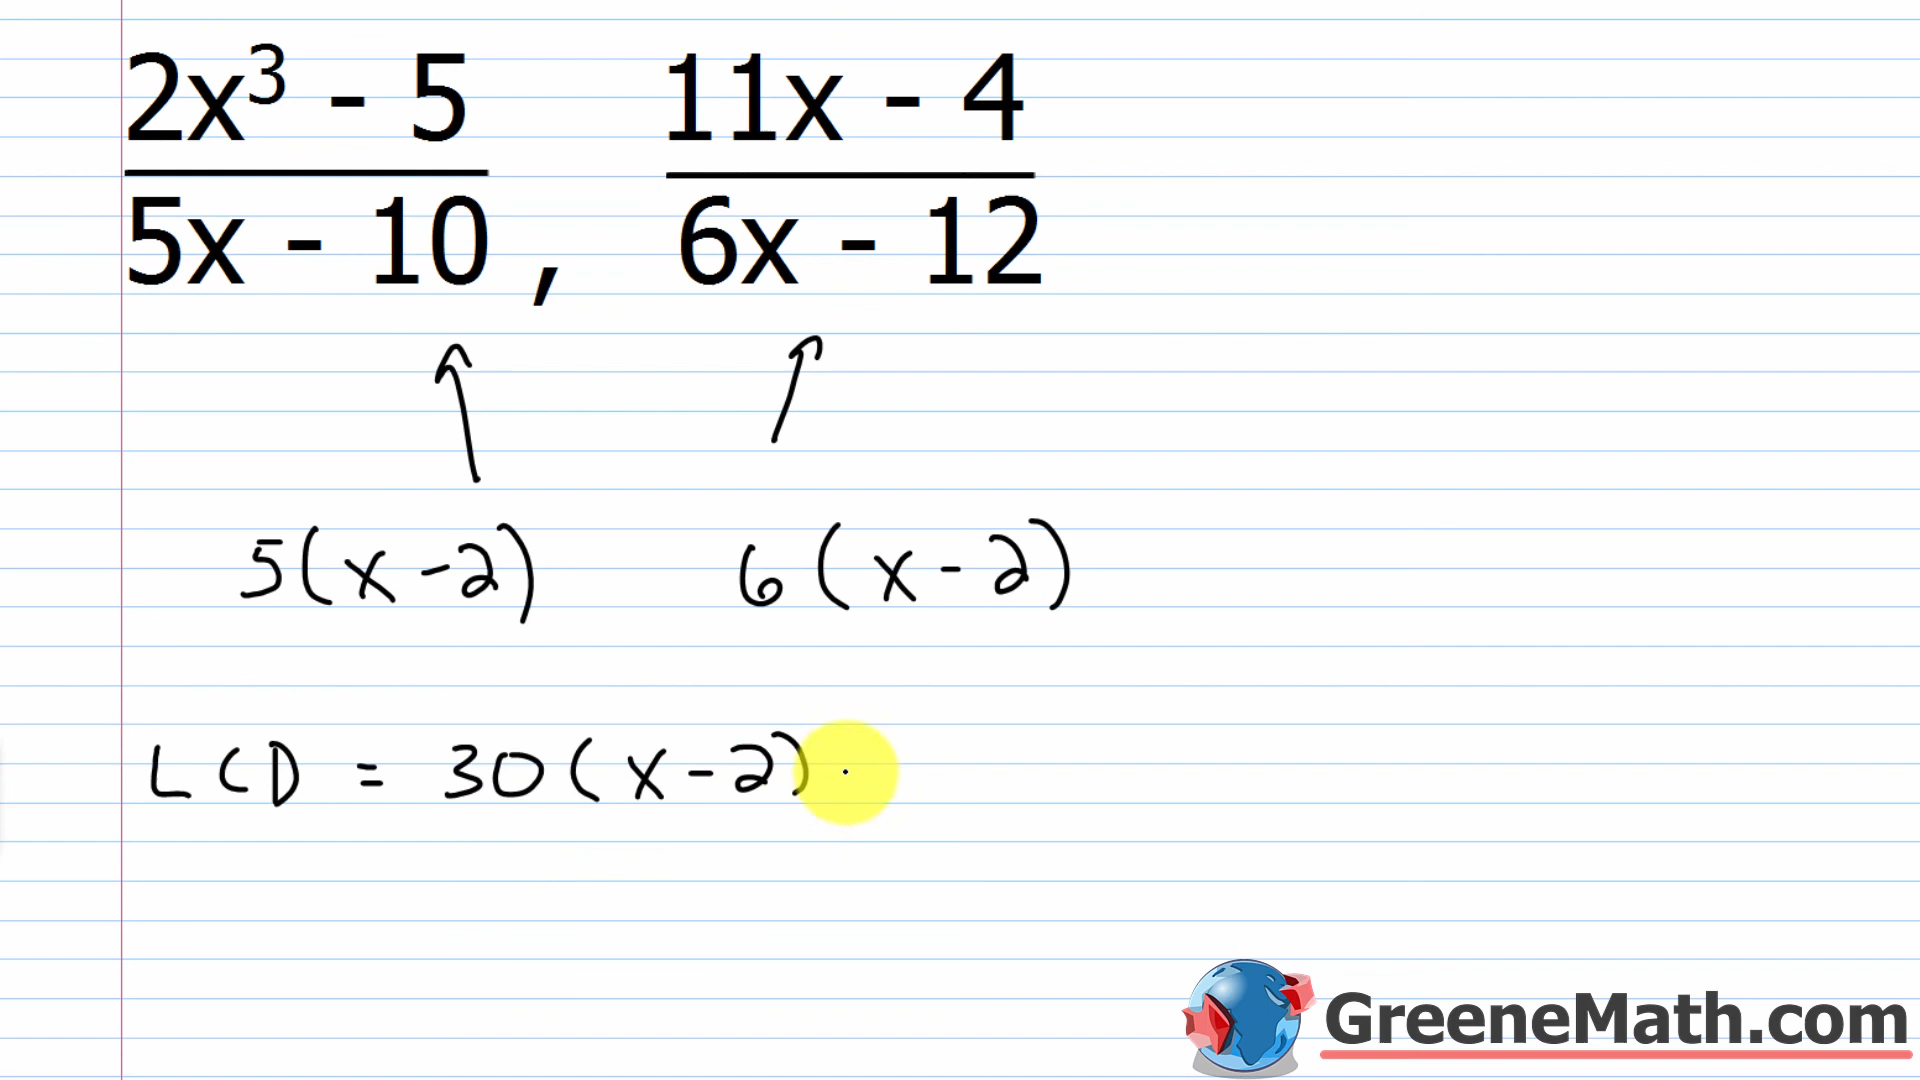 2x³ - 5   11x - 4
5x - 10 ,   6x - 12
5(x-2)   6(x-2)
LCD = 30(x-2)
GreeneMath.com